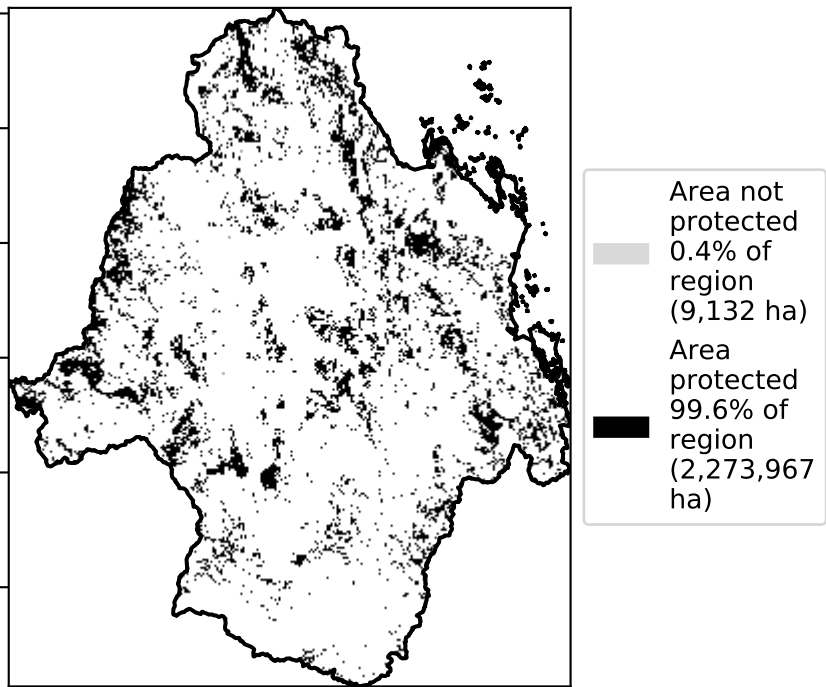 Area not
protected
0.4% of
region
(9,132 ha)
Area
protected
99.6% of
region
(2,273,967
ha)